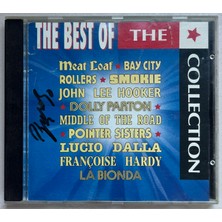 THE BEST OF THE
COLLECTION
Meat Loaf ★ BAY CITY
ROLLERS ★ SMOKIE
JOHN LEE HOOKER
★ DOLLY PARTON ★
MIDDLE OF THE ROAD
★ POINTER SISTERS ★
LUCIO DALLA
FRANÇOISE HARDY
LA BIONDA